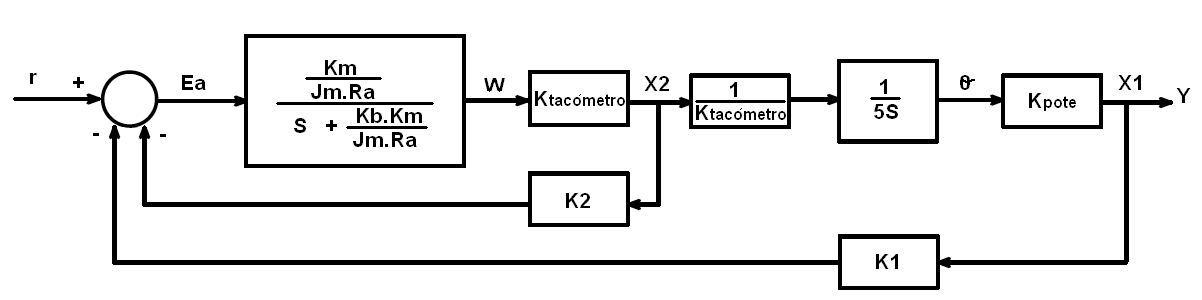 r
+
-
-
Ea
Km
Jm.Ra
S + Kb.Km
Jm.Ra
W
Ktacómetro
X2
1
Ktacómetro
1
5S
θ
Kpote
X1
Y
K2
K1